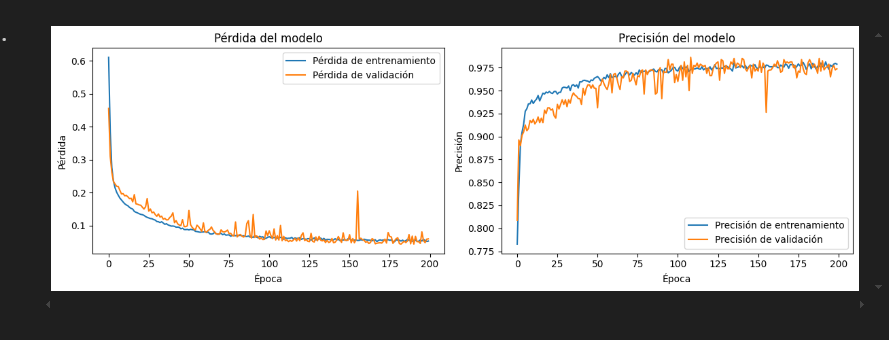 Pérdida del modelo
Pérdida de entrenamiento
Pérdida de validación
0.6
0.5
0.4
0.3
0.2
0.1
Pérdida
0 25 50 75 100 125 150 175 200
Época
Precisión del modelo
0.975
0.950
0.925
0.900
0.875
0.850
0.825
0.800
0.775
Precisión
Precisión de entrenamiento
Precisión de validación
0 25 50 75 100 125 150 175 200
Época